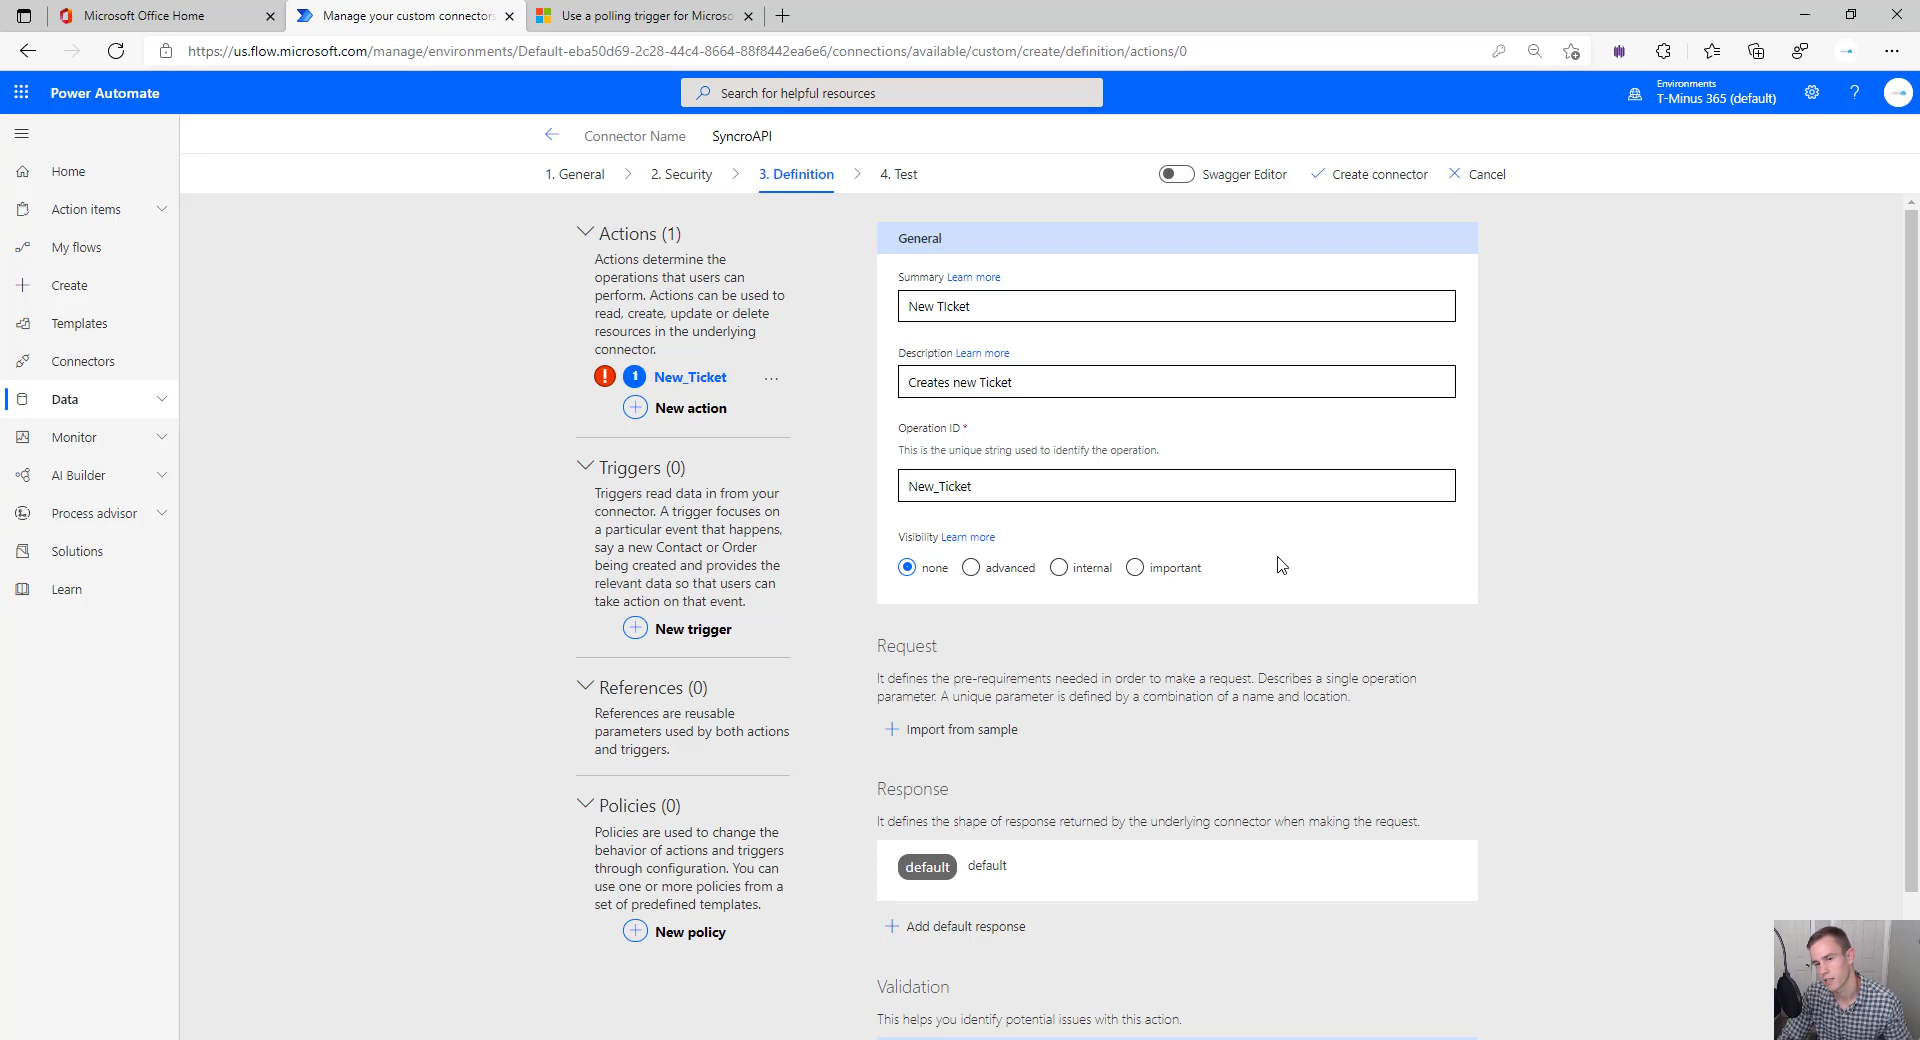 Microsoft Office Home
Manage your custom connectors
Use a polling trigger for Microso
https://us.flow.microsoft.com/manage/environments/Default-eba50d69-2c28-44c4-8664-88f8442ea6e6/connections/available/custom/create/definition/actions/0
Power Automate
Search for helpful resources
Environments
T-Minus 365 (default)
?
Connector Name
SyncroAPI
1. General
2. Security
3. Definition
4. Test
Swagger Editor
Create connector
Cancel
Home
Action items
My flows
Create
Templates
Connectors
Data
Monitor
AI Builder
Process advisor
Solutions
Learn
Actions (1)
Actions determine the
operations that users can
perform. Actions can be used to
read, create, update or delete
resources in the underlying
connector.
! 1 New_Ticket ...
New action
Triggers (0)
Triggers read data in from your
connector. A trigger focuses on
a particular event that happens,
say a new Contact or Order
being created and provides the
relevant data so that users can
take action on that event.
New trigger
References (0)
References are reusable
parameters used by both actions
and triggers.
Policies (0)
Policies are used to change the
behavior of actions and triggers
through configuration. You can
use one or more policies from a
set of predefined templates.
New policy
General
Summary Learn more
New TIcket
Description Learn more
Creates new Ticket
Operation ID *
This is the unique string used to identify the operation.
New_Ticket
Visibility Learn more
none advanced internal important
Request
It defines the pre-requirements needed in order to make a request. Describes a single operation
parameter. A unique parameter is defined by a combination of a name and location.
Import from sample
Response
It defines the shape of response returned by the underlying connector when making the request.
default default
Add default response
Validation
This helps you identify potential issues with this action.